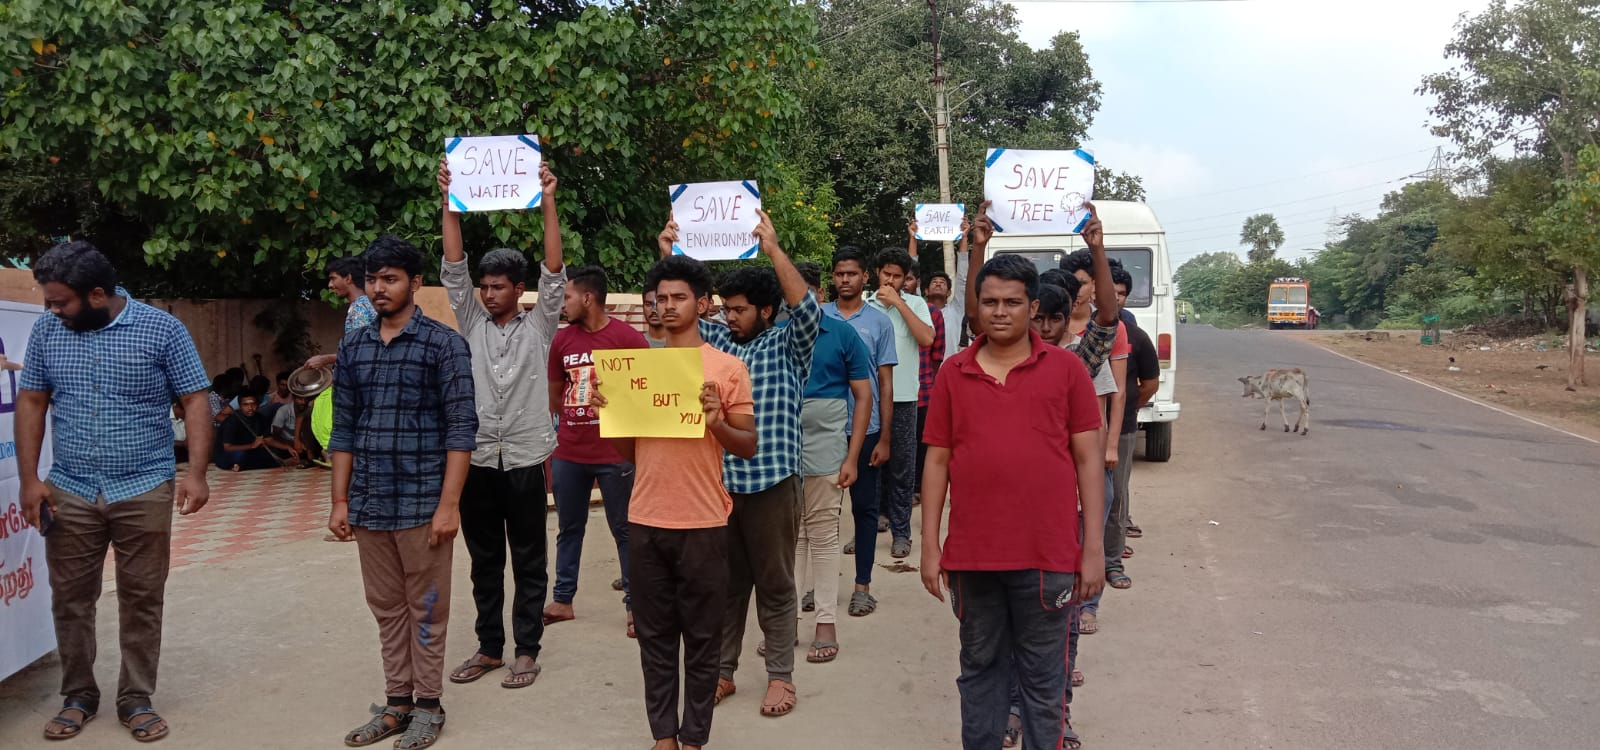 SAVE
WATER
SAVE
ENVIRONMENT
SAVE
EARTH
SAVE
TREE
NOT
ME
BUT
YOU
PEAC